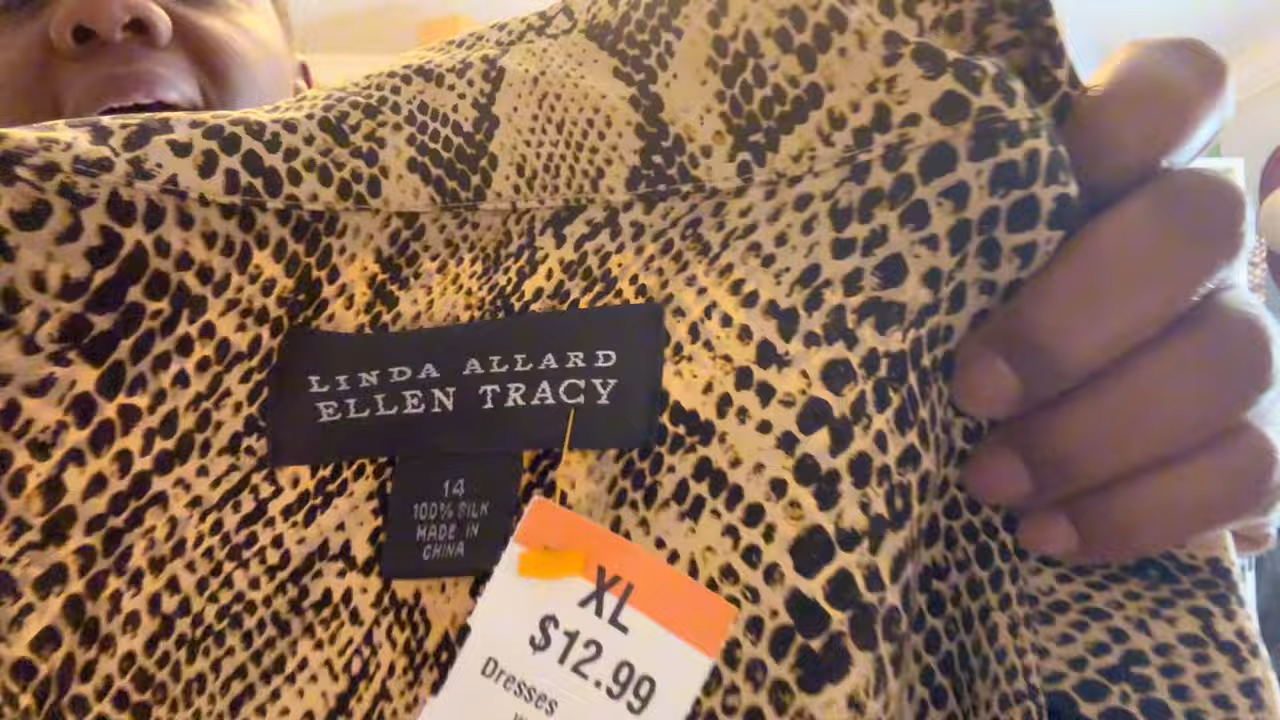 LINDA ALLARD
ELLEN TRACY
14
100% SILK
MADE IN
CHINA
XL
$12.99
Dresses